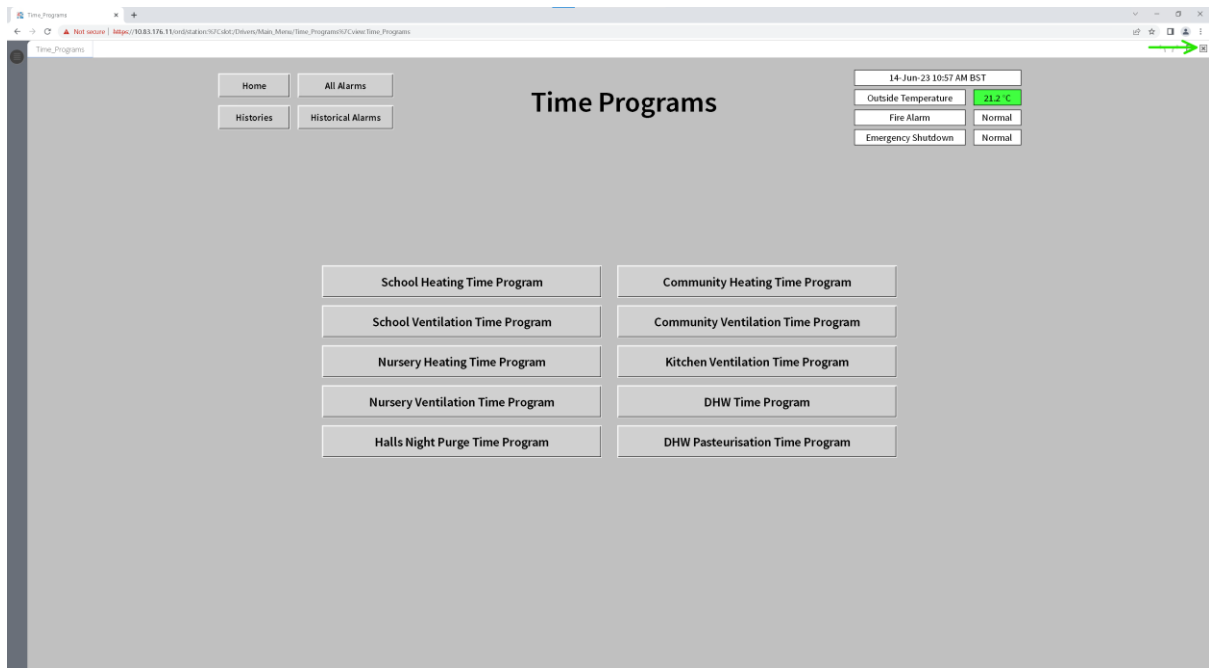 Time_Programs
Not secure | https://10.83.176.11/ord/station:%7Cslot:/Drivers/Main_Menu/Time_Programs%7Cview:Time_Programs
Time_Programs
Home
All Alarms
Histories
Historical Alarms
Time Programs
14-Jun-23 10:57 AM BST
Outside Temperature 21.2 °C
Fire Alarm Normal
Emergency Shutdown Normal
School Heating Time Program
Community Heating Time Program
School Ventilation Time Program
Community Ventilation Time Program
Nursery Heating Time Program
Kitchen Ventilation Time Program
Nursery Ventilation Time Program
DHW Time Program
Halls Night Purge Time Program
DHW Pasteurisation Time Program